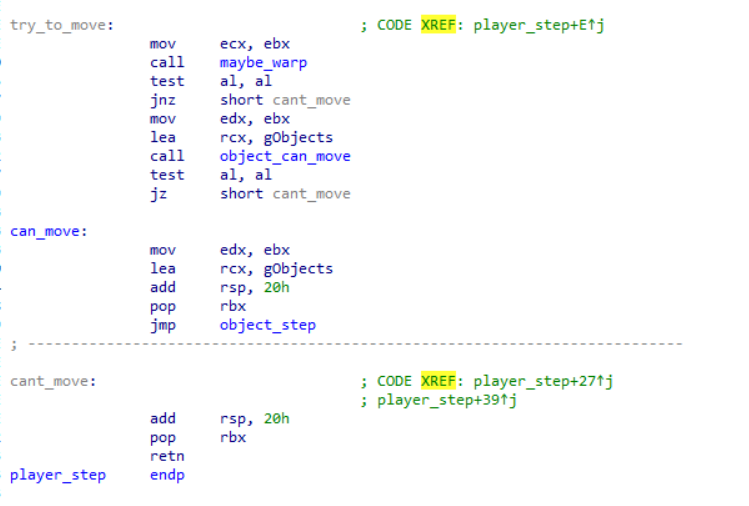 try_to_move: ; CODE XREF: player_step+E↑j
mov ecx, ebx
call maybe_warp
test al, al
jnz short cant_move
mov edx, ebx
lea rcx, gObjects
call object_can_move
test al, al
jz short cant_move
can_move:
mov edx, ebx
lea rcx, gObjects
add rsp, 20h
pop rbx
jmp object_step
; ---------------------------------------------------------------------------
cant_move: ; CODE XREF: player_step+27↑j
; player_step+39↑j
add rsp, 20h
pop rbx
retn
player_step endp